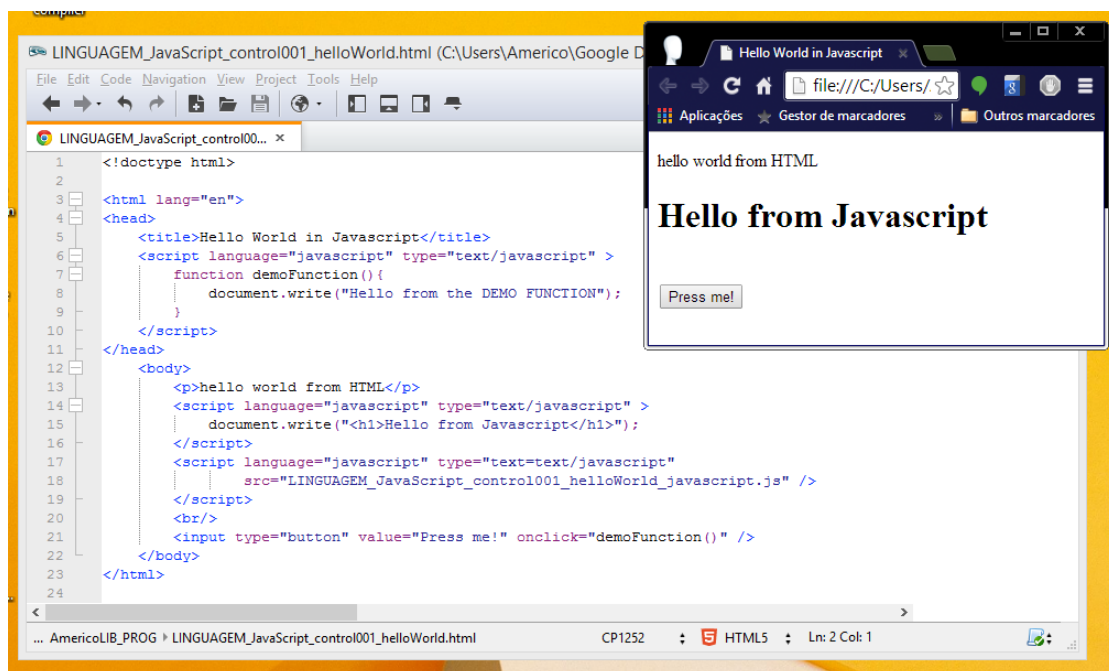 compiler
LINGUAGEM_JavaScript_control001_helloWorld.html (C:\Users\Americo\Google D
File Edit Code Navigation View Project Tools Help
LINGUAGEM_JavaScript_control00... ×
1 <!doctype html>
2
3 <html lang="en">
4 <head>
5 <title>Hello World in Javascript</title>
6 <script language="javascript" type="text/javascript" >
7 function demoFunction(){
8 document.write("Hello from the DEMO FUNCTION");
9 }
10 </script>
11 </head>
12 <body>
13 <p>hello world from HTML</p>
14 <script language="javascript" type="text/javascript" >
15 document.write("<h1>Hello from Javascript</h1>");
16 </script>
17 <script language="javascript" type="text=text/javascript"
18 src="LINGUAGEM_JavaScript_control001_helloWorld_javascript.js" />
19 </script>
20 <br/>
21 <input type="button" value="Press me!" onclick="demoFunction()" />
22 </body>
23 </html>
24
... AmericoLIB_PROG LINGUAGEM_JavaScript_control001_helloWorld.html CP1252 HTML5 Ln: 2 Col: 1
Hello World in Javascript ×
file:///C:/Users/
Aplicações Gestor de marcadores » Outros marcadores
hello world from HTML
Hello from Javascript
Press me!